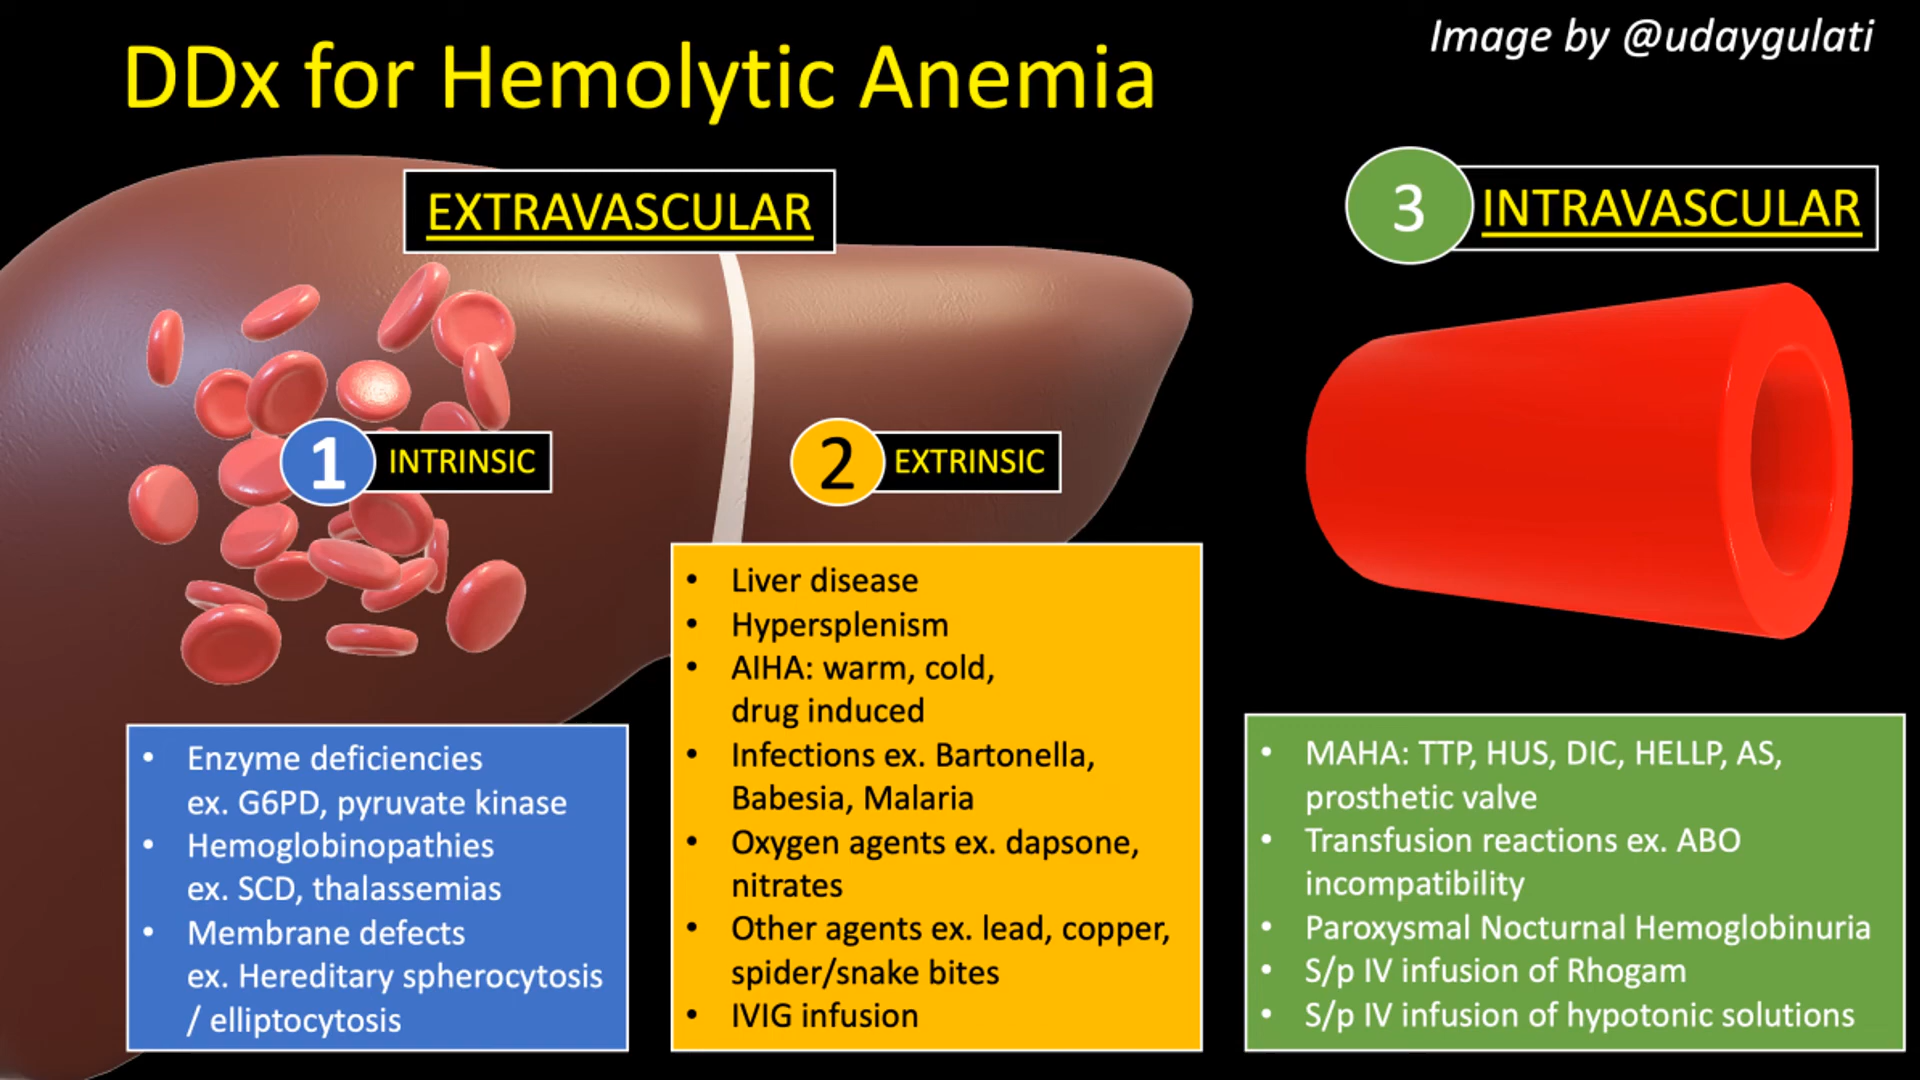 DDx for Hemolytic Anemia
Image by @udaygulati
EXTRAVASCULAR
1 INTRINSIC
• Enzyme deficiencies
ex. G6PD, pyruvate kinase
• Hemoglobinopathies
ex. SCD, thalassemias
• Membrane defects
ex. Hereditary spherocytosis
/ elliptocytosis
2 EXTRINSIC
• Liver disease
• Hypersplenism
• AIHA: warm, cold,
drug induced
• Infections ex. Bartonella,
Babesia, Malaria
• Oxygen agents ex. dapsone,
nitrates
• Other agents ex. lead, copper,
spider/snake bites
• IVIG infusion
3 INTRAVASCULAR
• MAHA: TTP, HUS, DIC, HELLP, AS,
prosthetic valve
• Transfusion reactions ex. ABO
incompatibility
• Paroxysmal Nocturnal Hemoglobinuria
• S/p IV infusion of Rhogam
• S/p IV infusion of hypotonic solutions